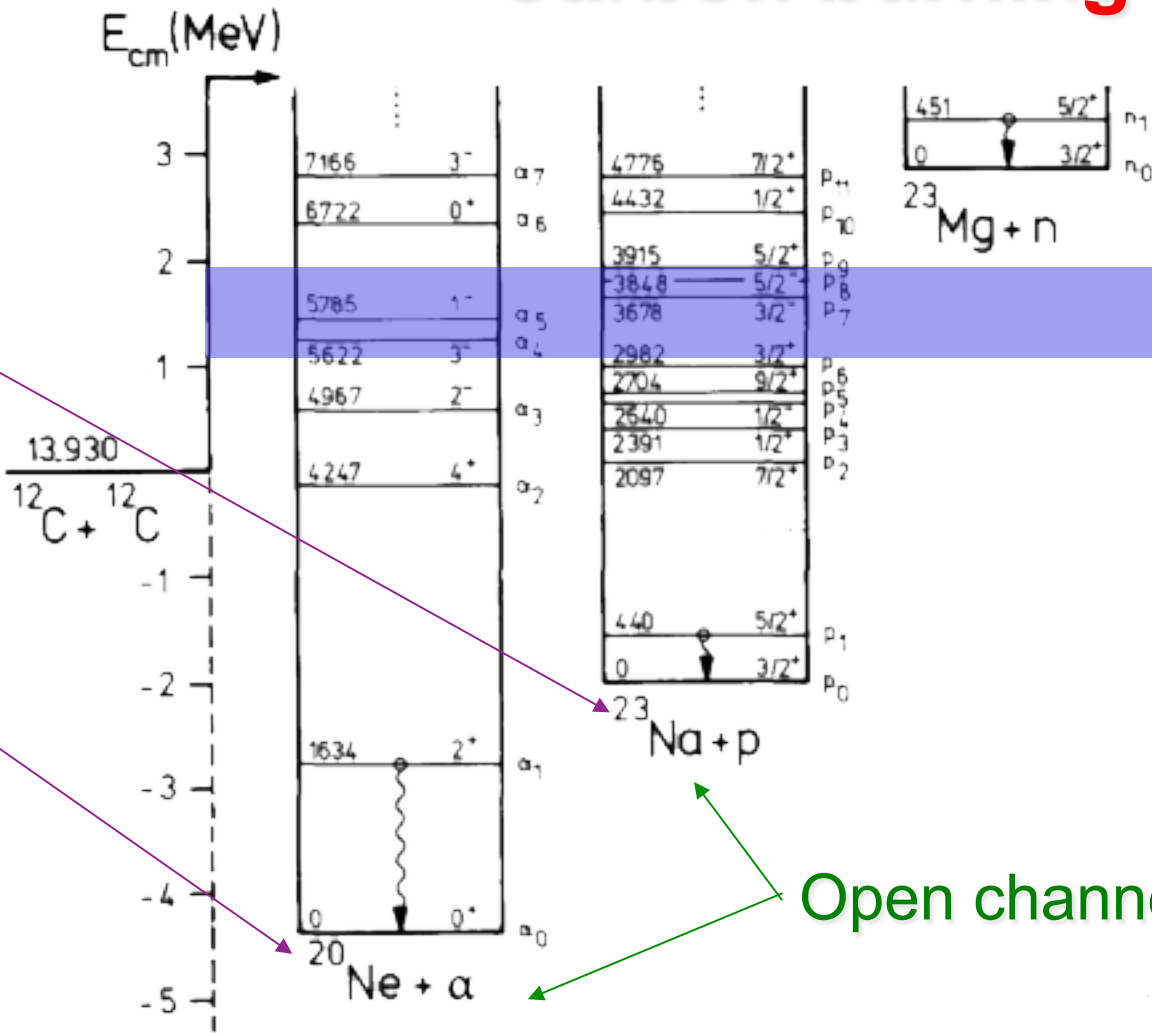 Carbon burning
E_cm (MeV)
3
2
1
13.930
¹²C + ¹²C
-1
-2
-3
-4
-5
7166 3⁻ α₇
6722 0⁺ α₆
5785 1⁻ α₅
5622 3⁻ α₄
4967 2⁻ α₃
4247 4⁺ α₂
1634 2⁺ α₁
0 0⁺ α₀
²⁰Ne + α
4776 7/2⁺ p₁₁
4432 1/2⁺ p₁₀
3915 5/2⁺ p₉
3848 5/2⁻ p₈
3678 3/2⁻ p₇
2982 3/2⁺ p₆
2704 9/2⁺ p₅
2640 1/2⁻ p₄
2391 1/2⁺ p₃
2097 7/2⁺ p₂
440 5/2⁺ p₁
0 3/2⁺ p₀
²³Na + p
451 5/2⁺ n₁
0 3/2⁺ n₀
²³Mg + n
Open channe